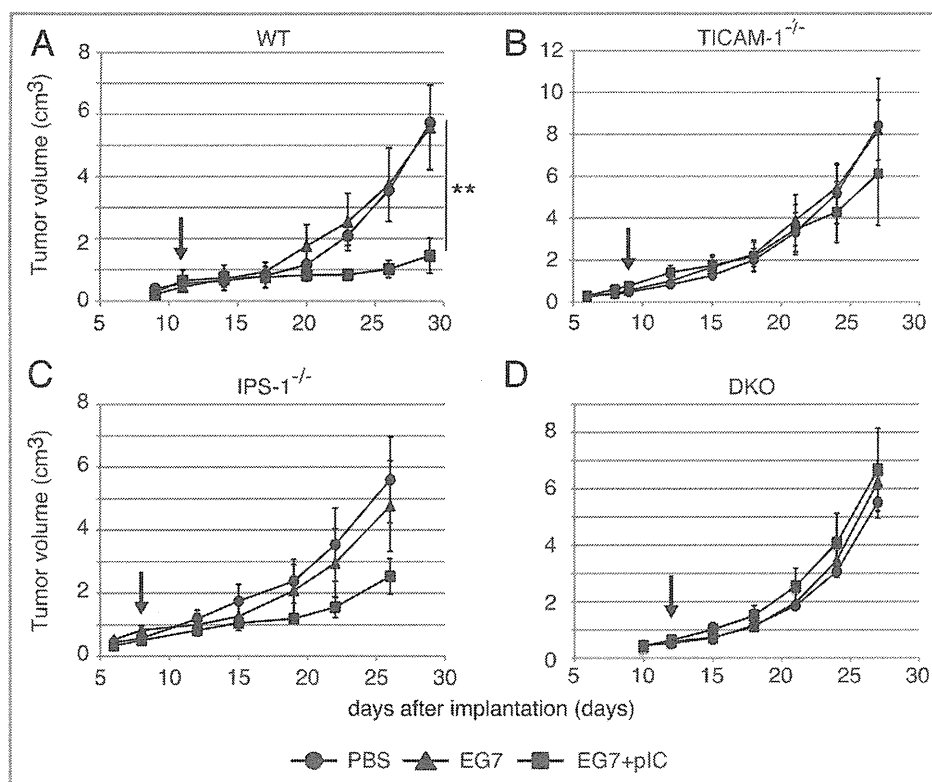 A
WT
Tumor volume (cm³)
8
6
4
2
0
5 10 15 20 25 30
**
B
TICAM-1-/-
12
10
8
6
4
2
0
5 10 15 20 25 30
C
IPS-1-/-
Tumor volume (cm³)
8
6
4
2
0
5 10 15 20 25 30
D
DKO
8
6
4
2
0
5 10 15 20 25 30
days after implantation (days)
PBS EG7 EG7+pIC